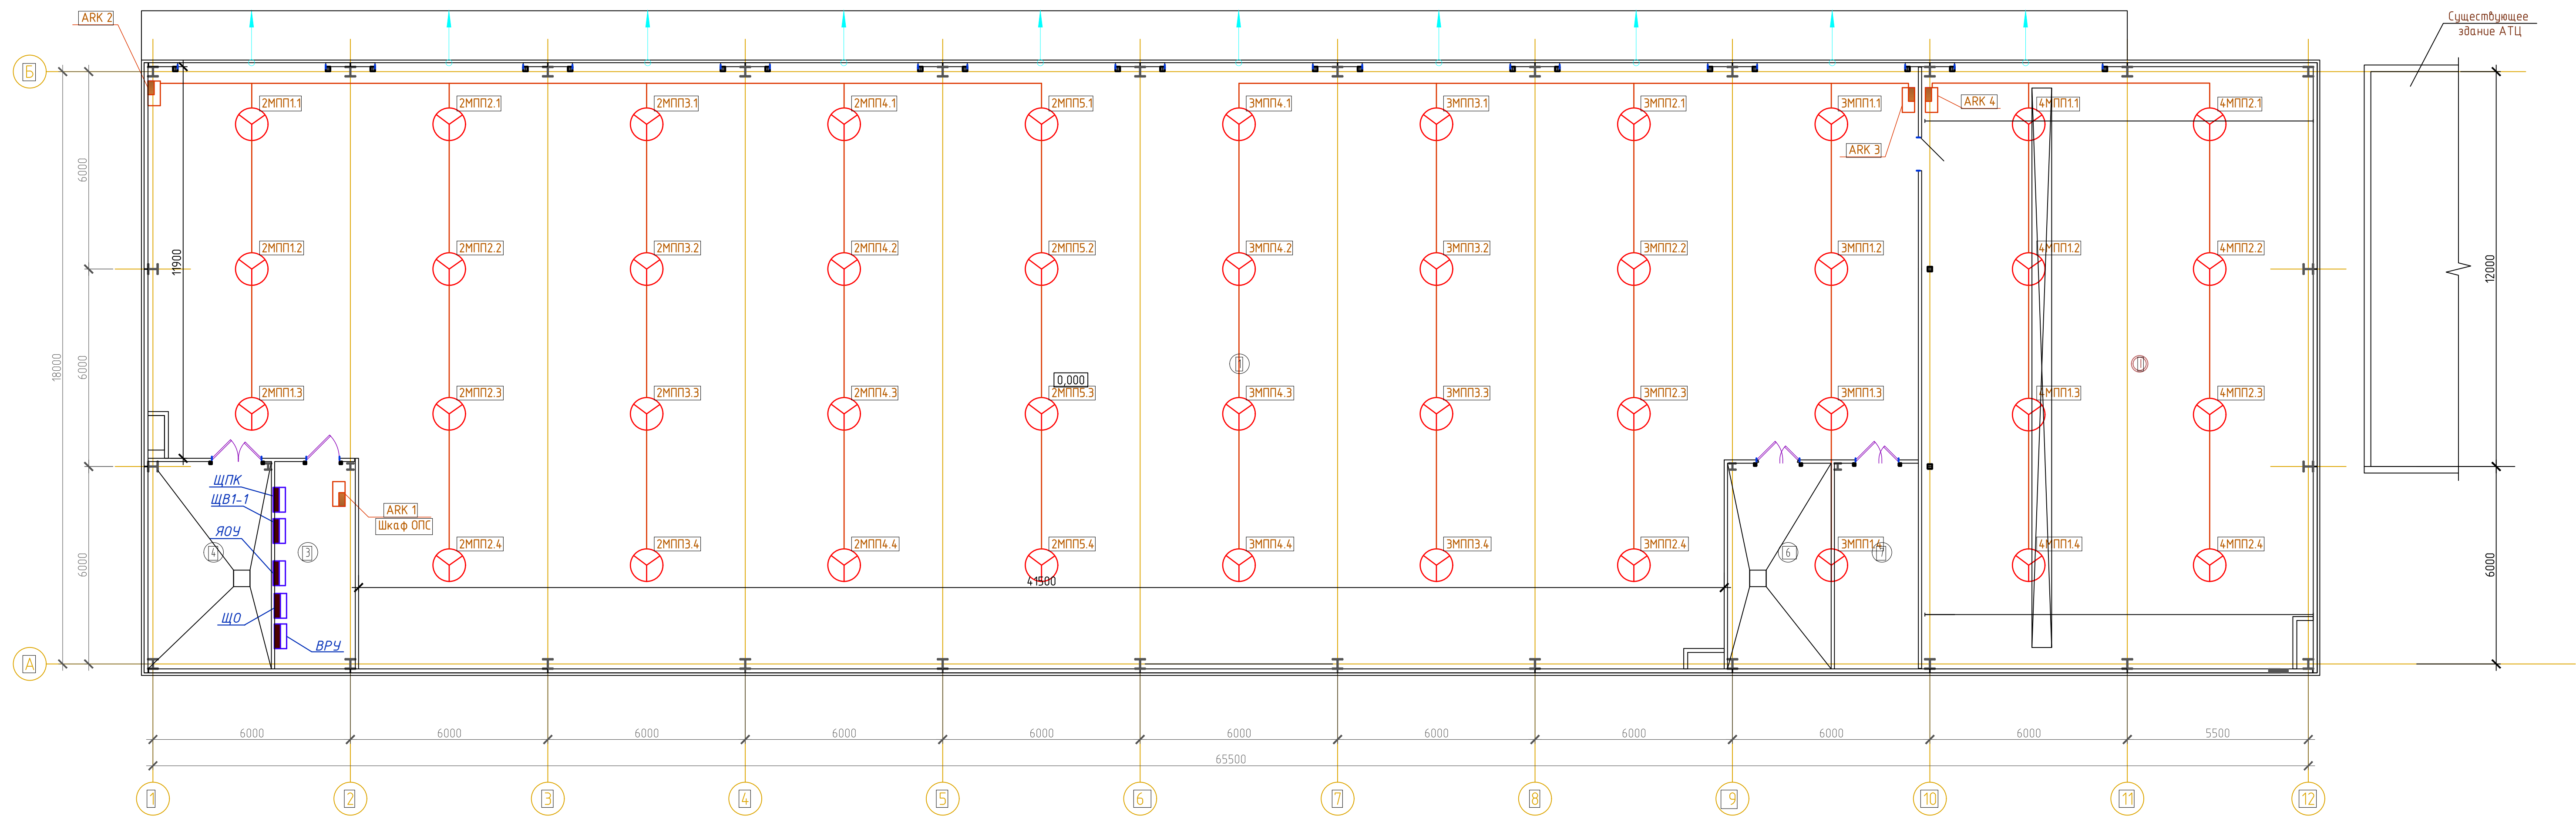 ARK 2
Существующее
здание АТЦ
Б
2МПП1.1
2МПП2.1
2МПП3.1
2МПП4.1
2МПП5.1
3МПП4.1
3МПП3.1
3МПП2.1
3МПП1.1
ARK 4
4МПП1.1
4МПП2.1
ARK 3
6000
2МПП1.2
2МПП2.2
2МПП3.2
2МПП4.2
2МПП5.2
3МПП4.2
3МПП3.2
3МПП2.2
3МПП1.2
4МПП1.2
4МПП2.2
11900
12000
18000
6000
1
1
0,000
2МПП1.3
2МПП2.3
2МПП3.3
2МПП4.3
2МПП5.3
3МПП4.3
3МПП3.3
3МПП2.3
3МПП1.3
4МПП1.3
4МПП2.3
ЩПК
ЩВ1-1
ARK 1
Шкаф ОПС
ЯОУ
4
3
2МПП2.4
2МПП3.4
2МПП4.4
2МПП5.4
3МПП4.4
3МПП3.4
3МПП2.4
6
3МПП1.4
7
4МПП1.4
4МПП2.4
6000
6000
41500
ЩО
ВРУ
А
6000
6000
6000
6000
6000
6000
6000
6000
6000
6000
5500
65500
1
2
3
4
5
6
7
8
9
10
11
12